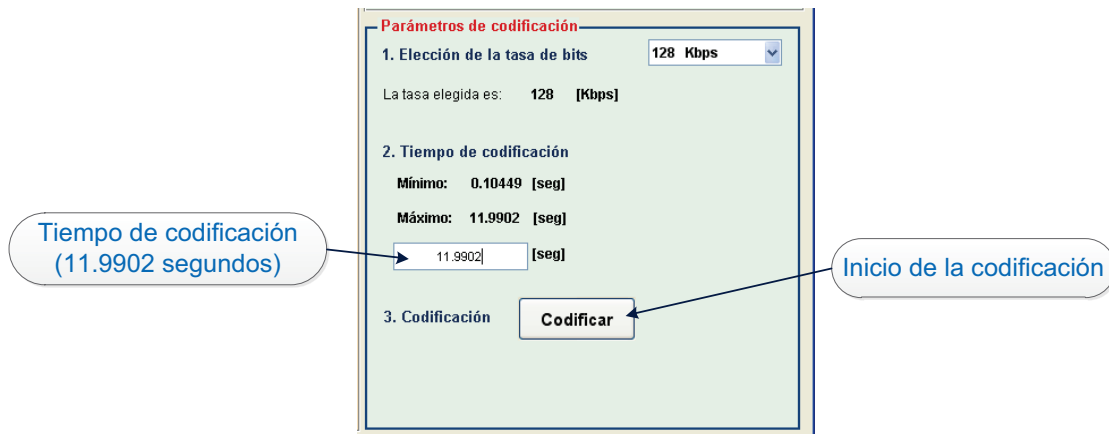 Parámetros de codificación
1. Elección de la tasa de bits
128 Kbps
La tasa elegida es: 128 [Kbps]
2. Tiempo de codificación
Mínimo: 0.10449 [seg]
Máximo: 11.9902 [seg]
11.9902 [seg]
3. Codificación
Codificar
Tiempo de codificación
(11.9902 segundos)
Inicio de la codificación